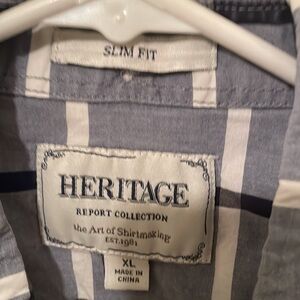 SLIM FIT
HERITAGE
REPORT COLLECTION
the Art of Shirtmaking
EST.1981
XL
MADE IN
CHINA